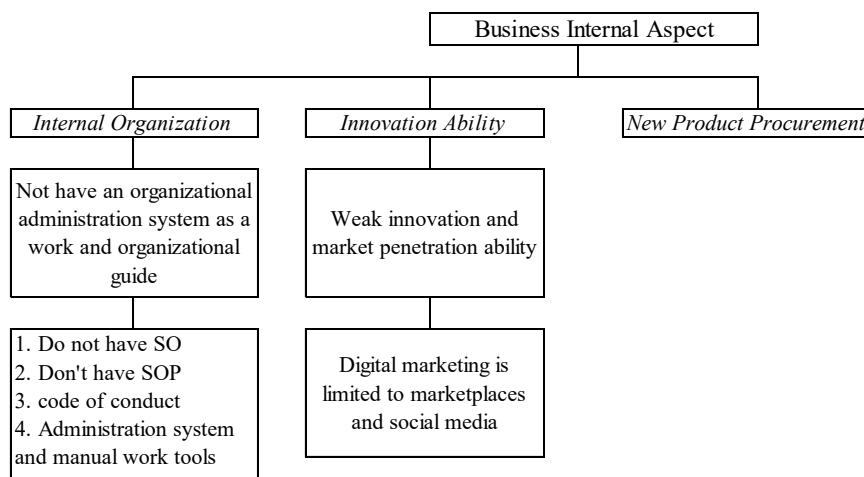 Business Internal Aspect
Internal Organization
Innovation Ability
New Product Procurement
Not have an organizational
administration system as a
work and organizational
guide
Weak innovation and
market penetration ability
1. Do not have SO
2. Don't have SOP
3. code of conduct
4. Administration system
and manual work tools
Digital marketing is
limited to marketplaces
and social media